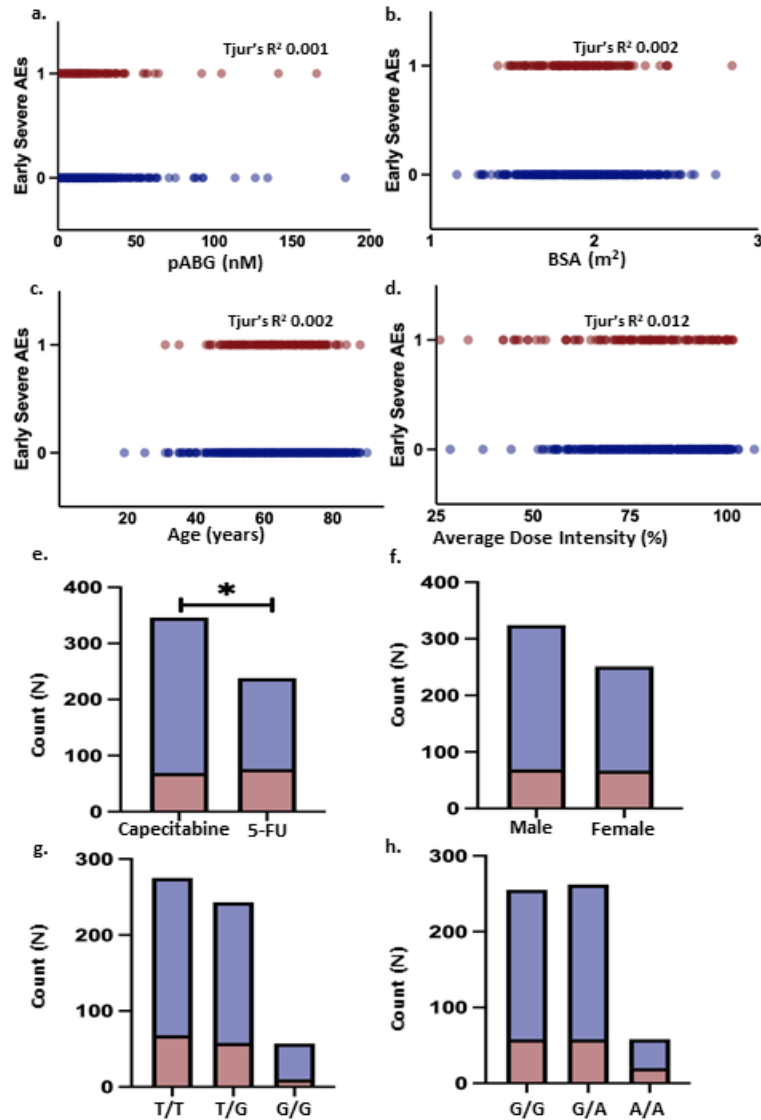 a.
Tjur's R² 0.001
Early Severe AEs
1
0
0 50 100 150 200
pABG (nM)
b.
Tjur's R² 0.002
Early Severe AEs
1
0
1 2 3
BSA (m²)
c.
Tjur's R² 0.002
Early Severe AEs
1
0
20 40 60 80
Age (years)
d.
Tjur's R² 0.012
Early Severe AEs
1
0
25 50 75 100
Average Dose Intensity (%)
e.
*
Count (N)
400
300
200
100
0
Capecitabine 5-FU
f.
Count (N)
400
300
200
100
0
Male Female
g.
Count (N)
300
200
100
0
T/T T/G G/G
h.
Count (N)
300
200
100
0
G/G G/A A/A